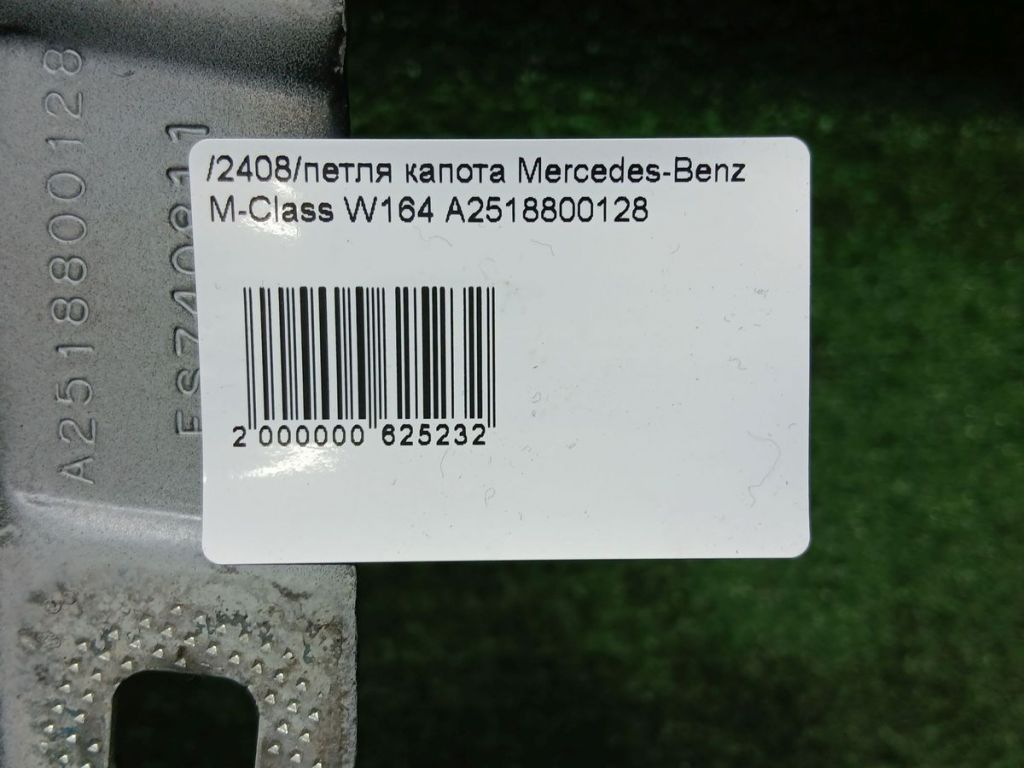 /2408/петля капота Mercedes-Benz
M-Class W164 A2518800128
2 000000 625232
A2518800128